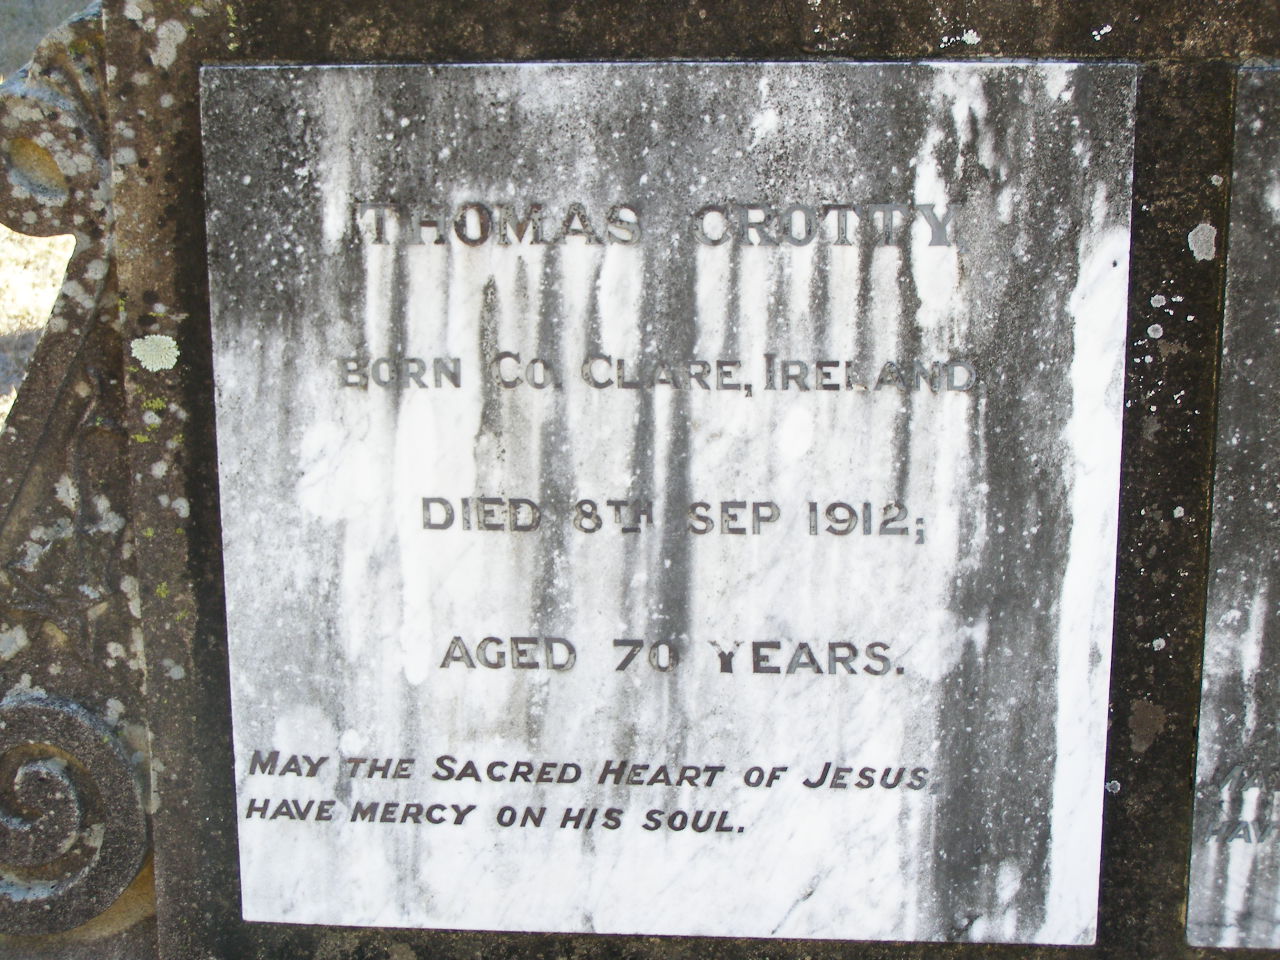 THOMAS CROTTY
BORN CO. CLARE, IRELAND
DIED 8TH SEP 1912;
AGED 70 YEARS.
MAY THE SACRED HEART OF JESUS
HAVE MERCY ON HIS SOUL.